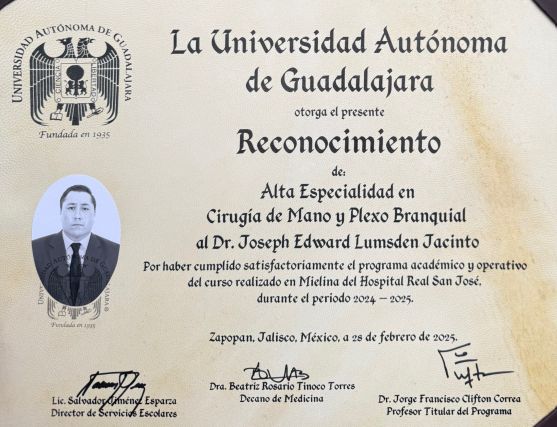 UNIVERSIDAD AUTÓNOMA DE GUADALAJARA
CIENCIA LIBERTAD
Fundada en 1935
La Universidad Autónoma
de Guadalajara
otorga el presente
Reconocimiento
de:
Alta Especialidad en
Cirugía de Mano y Plexo Branquial
al Dr. Joseph Edward Lumsden Jacinto
Por haber cumplido satisfactoriamente el programa académico y operativo
del curso realizado en Mielina del Hospital Real San José,
durante el periodo 2024 – 2025.
Fundada en 1935
Zapopan, Jalisco, México, a 28 de febrero de 2025.
Lic. Salvador Jiménez Esparza
Director de Servicios Escolares
Dra. Beatriz Rosario Tinoco Torres
Decano de Medicina
Dr. Jorge Francisco Clifton Correa
Profesor Titular del Programa